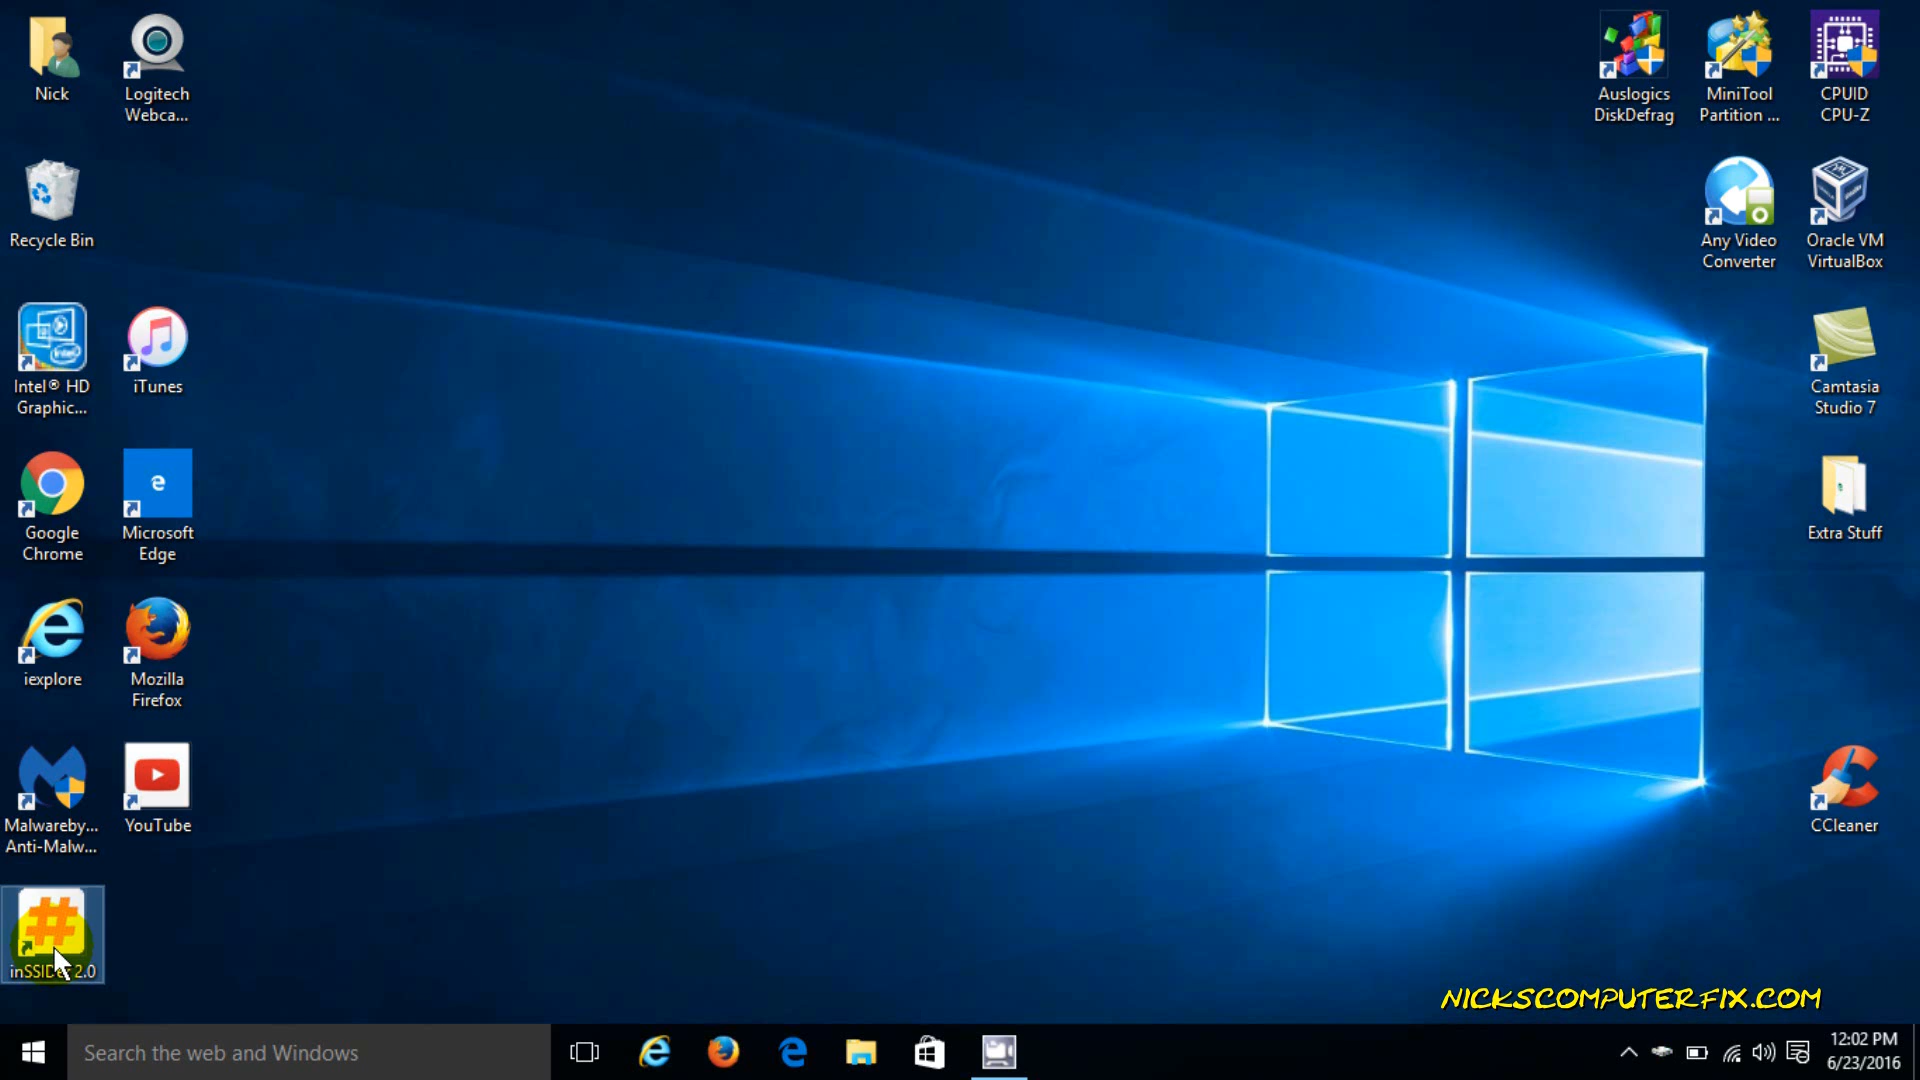 Nick
Logitech
Webca...
Auslogics
DiskDefrag
MiniTool
Partition ...
CPUID
CPU-Z
Recycle Bin
Any Video
Converter
Oracle VM
VirtualBox
Intel® HD
Graphic...
iTunes
Camtasia
Studio 7
Google
Chrome
Microsoft
Edge
Extra Stuff
iexplore
Mozilla
Firefox
Malwareby...
Anti-Malw...
YouTube
CCleaner
inSSIDer 2.0
NICKSCOMPUTERFIX.COM
Search the web and Windows
12:02 PM
6/23/2016